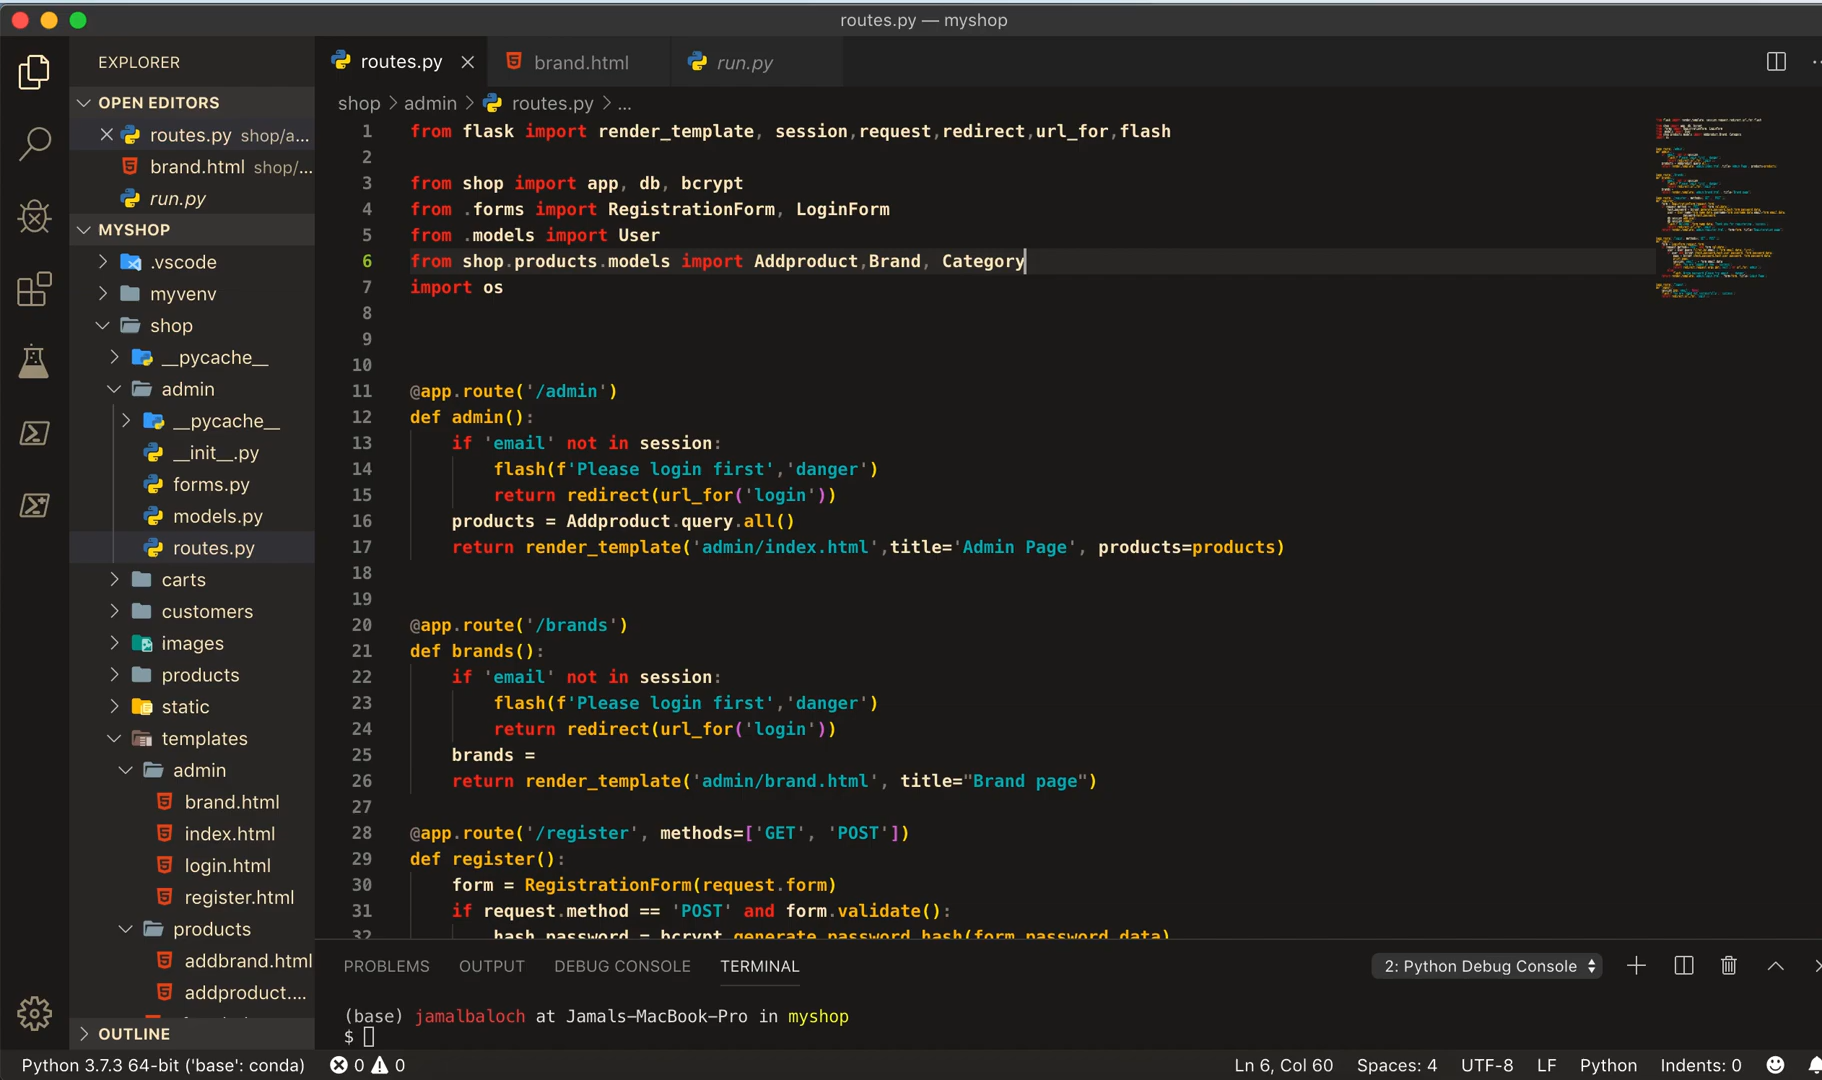 routes.py — myshop
EXPLORER
OPEN EDITORS
routes.py shop/a...
brand.html shop/...
run.py
MYSHOP
.vscode
myvenv
shop
__pycache__
admin
__pycache__
__init__.py
forms.py
models.py
routes.py
carts
customers
images
products
static
templates
admin
brand.html
index.html
login.html
register.html
products
addbrand.html
addproduct....
OUTLINE
routes.py
brand.html
run.py
shop > admin > routes.py > ...
1 from flask import render_template, session,request,redirect,url_for,flash
2
3 from shop import app, db, bcrypt
4 from .forms import RegistrationForm, LoginForm
5 from .models import User
6 from shop.products.models import Addproduct,Brand, Category
7 import os
8
9
10
11 @app.route('/admin')
12 def admin():
13     if 'email' not in session:
14         flash(f'Please login first','danger')
15         return redirect(url_for('login'))
16     products = Addproduct.query.all()
17     return render_template('admin/index.html',title='Admin Page', products=products)
18
19
20 @app.route('/brands')
21 def brands():
22     if 'email' not in session:
23         flash(f'Please login first','danger')
24         return redirect(url_for('login'))
25     brands =
26     return render_template('admin/brand.html', title="Brand page")
27
28 @app.route('/register', methods=['GET', 'POST'])
29 def register():
30     form = RegistrationForm(request.form)
31     if request.method == 'POST' and form.validate():
32         hash_password = bcrypt.generate_password_hash(form.password.data)
PROBLEMS OUTPUT DEBUG CONSOLE TERMINAL 2: Python Debug Console
(base) jamalbaloch at Jamals-MacBook-Pro in myshop
$
Python 3.7.3 64-bit ('base': conda) 0 0 Ln 6, Col 60 Spaces: 4 UTF-8 LF Python Indents: 0